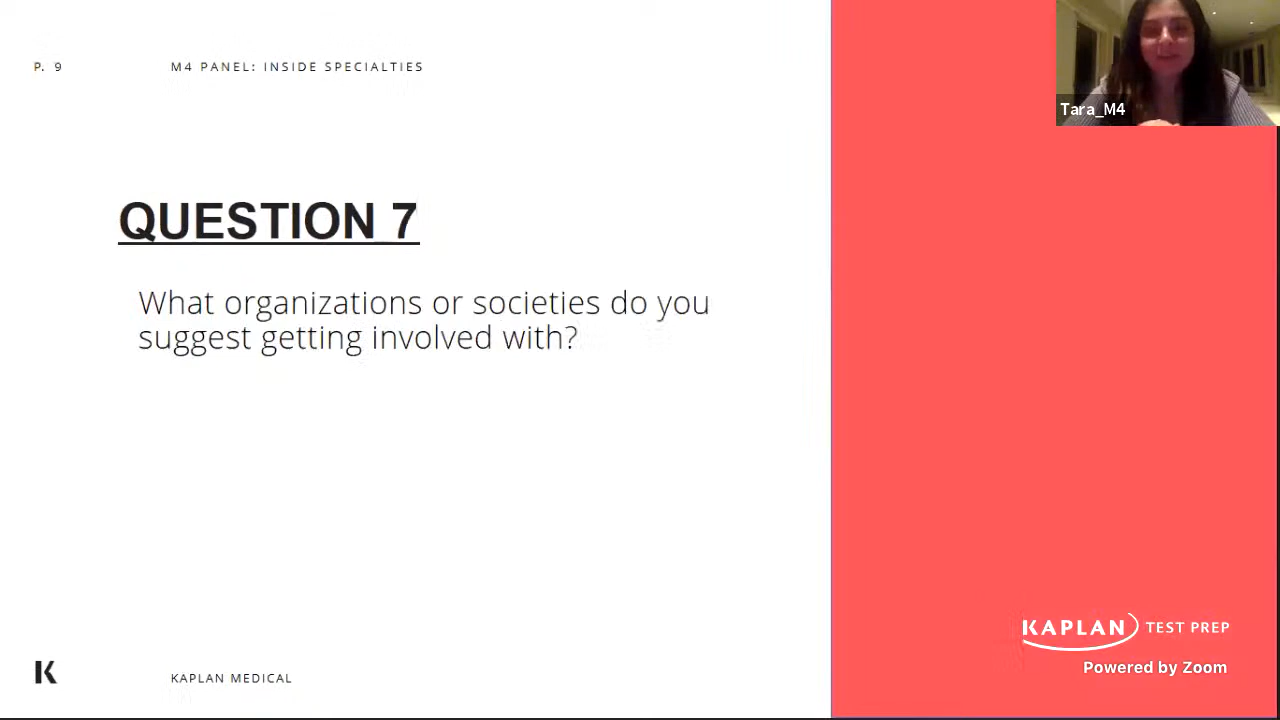 P. 9
M4 PANEL: INSIDE SPECIALTIES
Tara_M4
QUESTION 7
What organizations or societies do you
suggest getting involved with?
KAPLAN TEST PREP
Powered by Zoom
K
KAPLAN MEDICAL